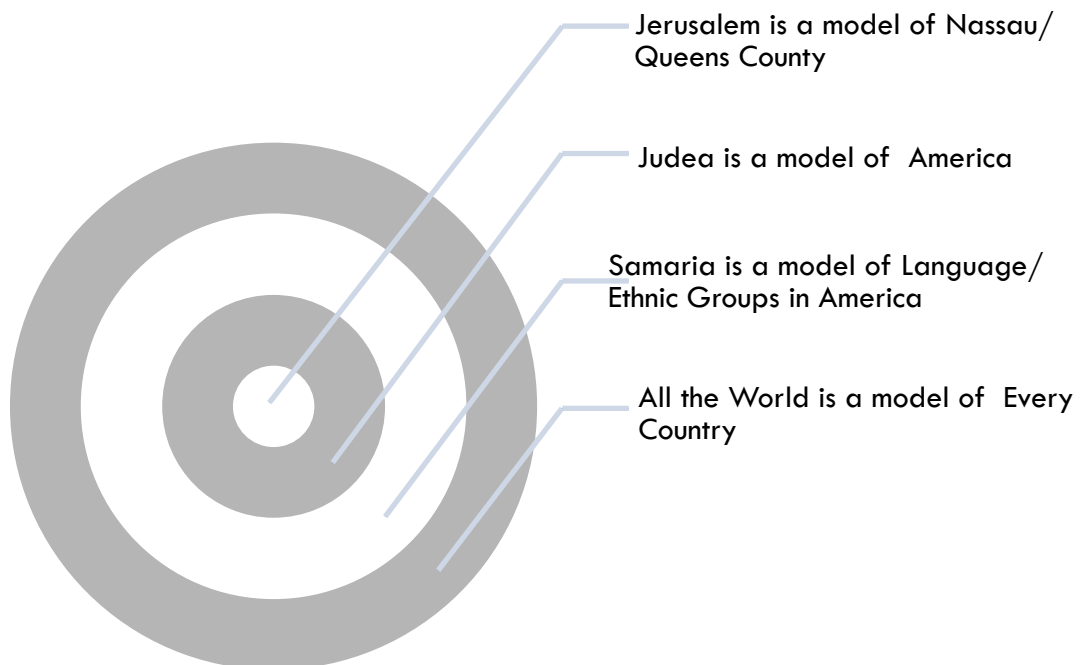 Jerusalem is a model of Nassau/
Queens County
Judea is a model of  America
Samaria is a model of Language/
Ethnic Groups in America
All the World is a model of  Every
Country